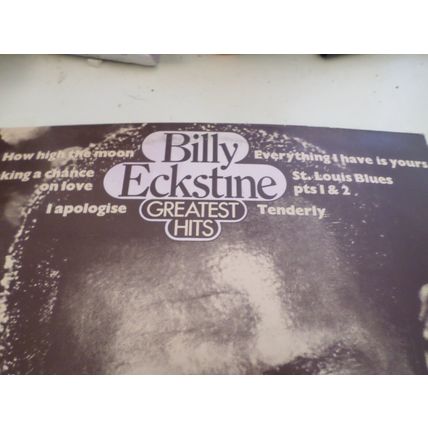 Billy
Eckstine
GREATEST
HITS
How high the moon
king a chance
on love
I apologise
Everything I have is yours
St. Louis Blues
pts 1 & 2
Tenderly